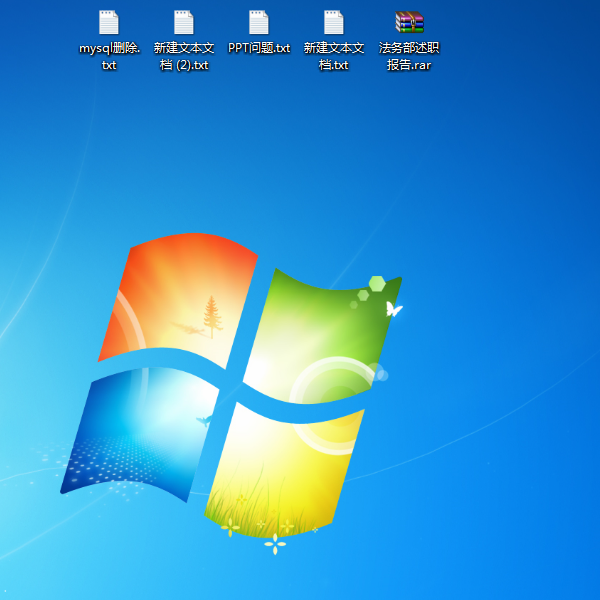 mysql删除.
txt
新建文本文
档 (2).txt
PPT问题.txt
新建文本文
档.txt
法务部述职
报告.rar